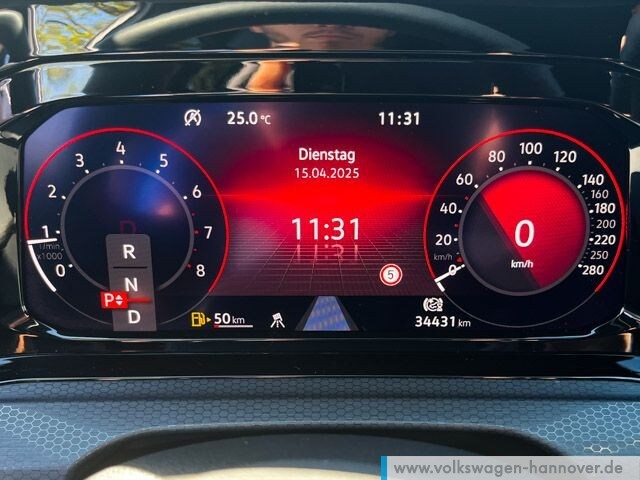 25.0 °C
11:31
Dienstag
15.04.2025
11:31
0
1
2
3
4
5
6
7
8
1/min
x1000
P
R
N
D
0
20
40
60
80
100
120
140
160
180
200
220
250
280
km/h
0
km/h
5
50 km
34431 km
www.volkswagen-hannover.de